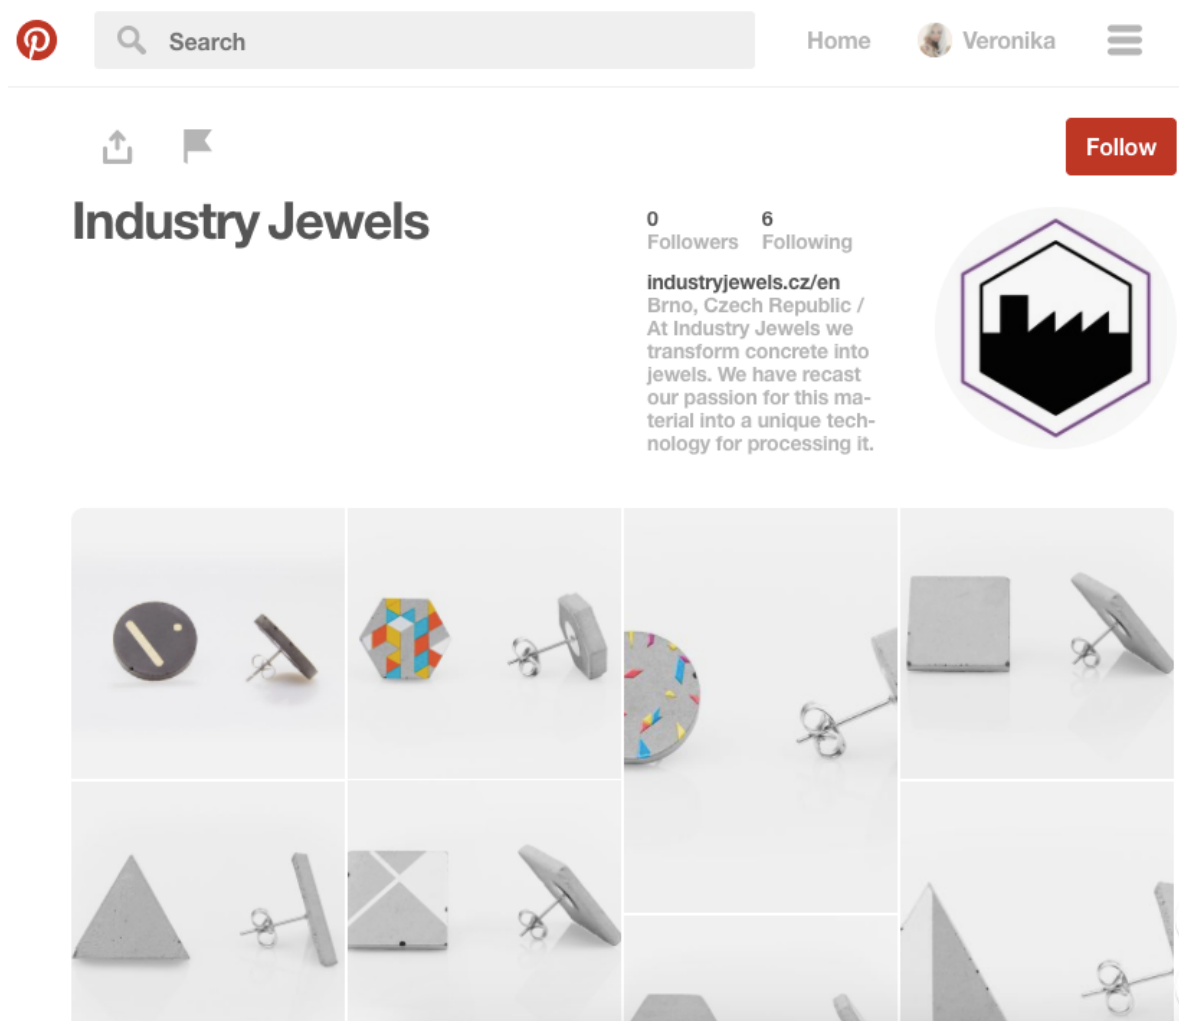 Search
Home
Veronika
Follow
Industry Jewels
0
Followers
6
Following
industryjewels.cz/en
Brno, Czech Republic /
At Industry Jewels we
transform concrete into
jewels. We have recast
our passion for this ma-
terial into a unique tech-
nology for processing it.